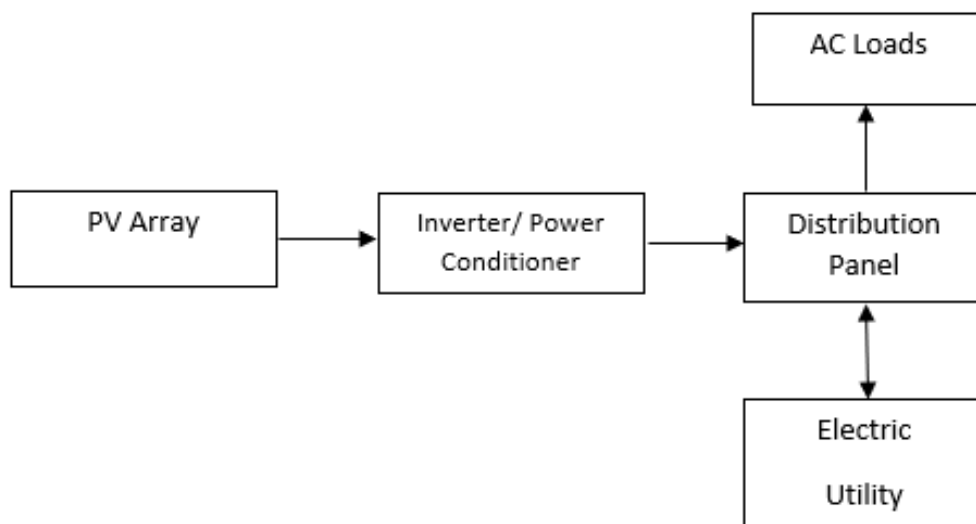 AC Loads
PV Array
Inverter/ Power
Conditioner
Distribution
Panel
Electric
Utility